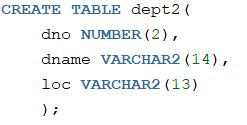 CREATE TABLE dept2(
dno NUMBER(2),
dname VARCHAR2(14),
loc VARCHAR2(13)
);